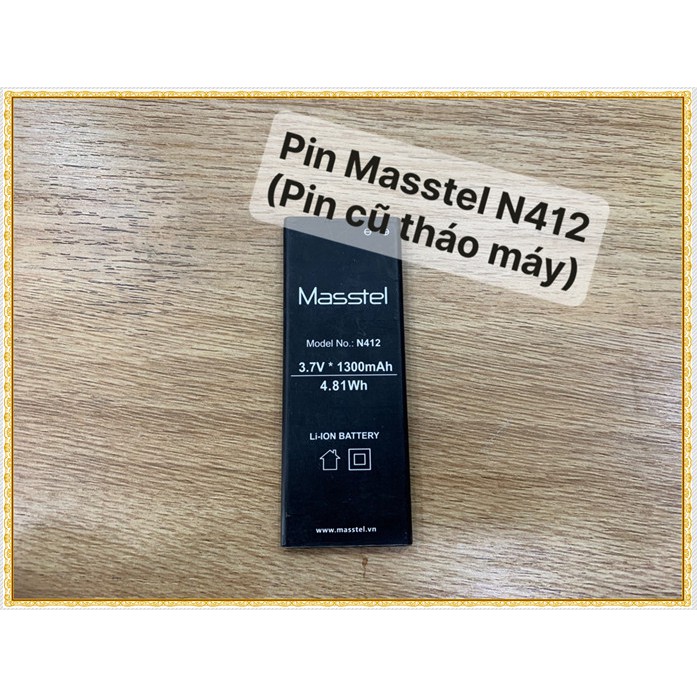 Pin Masstel N412
(Pin cũ tháo máy)
Masstel
Model No.: N412
3.7V * 1300mAh
4.81Wh
Li-ION BATTERY
www.masstel.vn